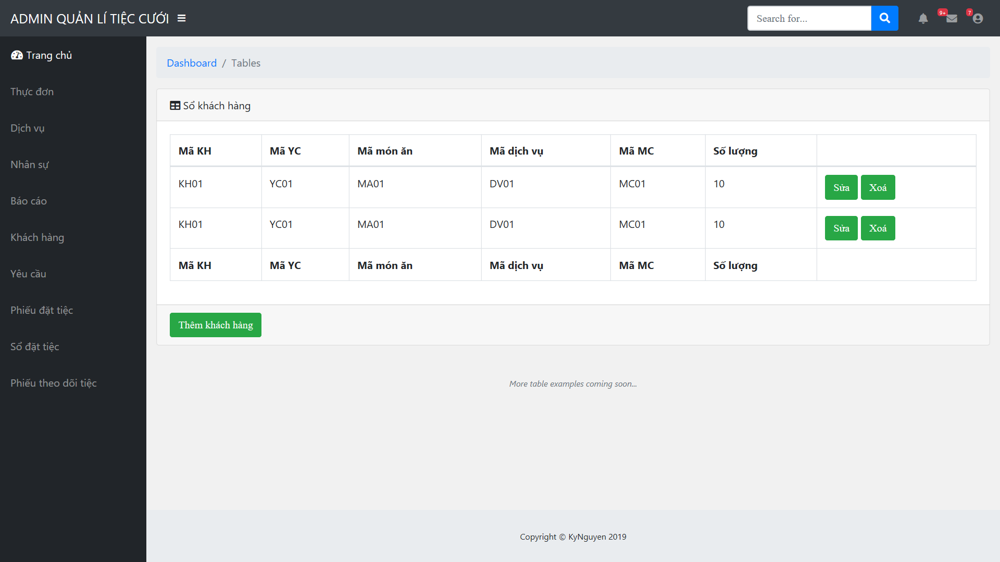 ADMIN QUẢN LÍ TIỆC CƯỚI
Search for...
9+
7
Trang chủ
Thực đơn
Dịch vụ
Nhân sự
Báo cáo
Khách hàng
Yêu cầu
Phiếu đặt tiệc
Sổ đặt tiệc
Phiếu theo dõi tiệc
Dashboard / Tables
Sổ khách hàng
Mã KH Mã YC Mã món ăn Mã dịch vụ Mã MC Số lượng
KH01 YC01 MA01 DV01 MC01 10 Sửa Xoá
KH01 YC01 MA01 DV01 MC01 10 Sửa Xoá
Mã KH Mã YC Mã món ăn Mã dịch vụ Mã MC Số lượng
Thêm khách hàng
More table examples coming soon...
Copyright © KyNguyen 2019